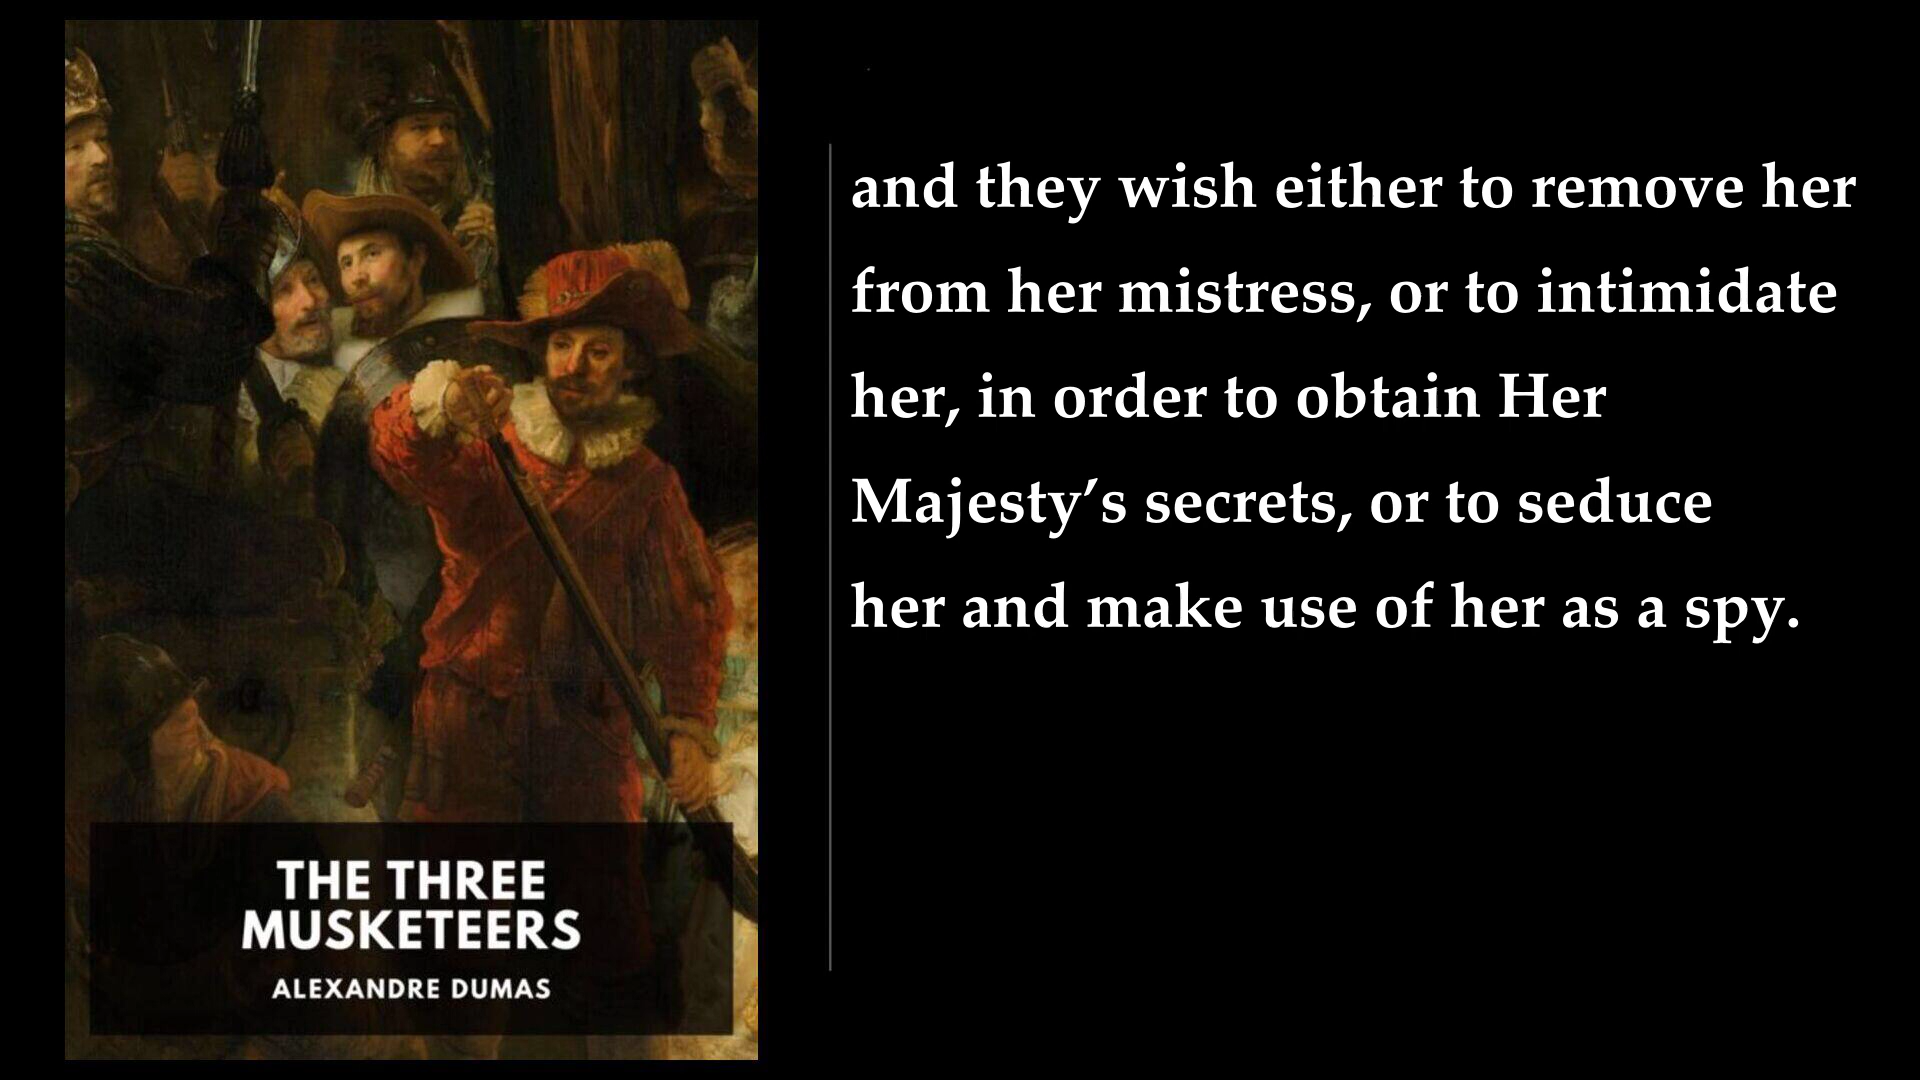 and they wish either to remove her
from her mistress, or to intimidate
her, in order to obtain Her
Majesty’s secrets, or to seduce
her and make use of her as a spy.
THE THREE
MUSKETEERS
ALEXANDRE DUMAS